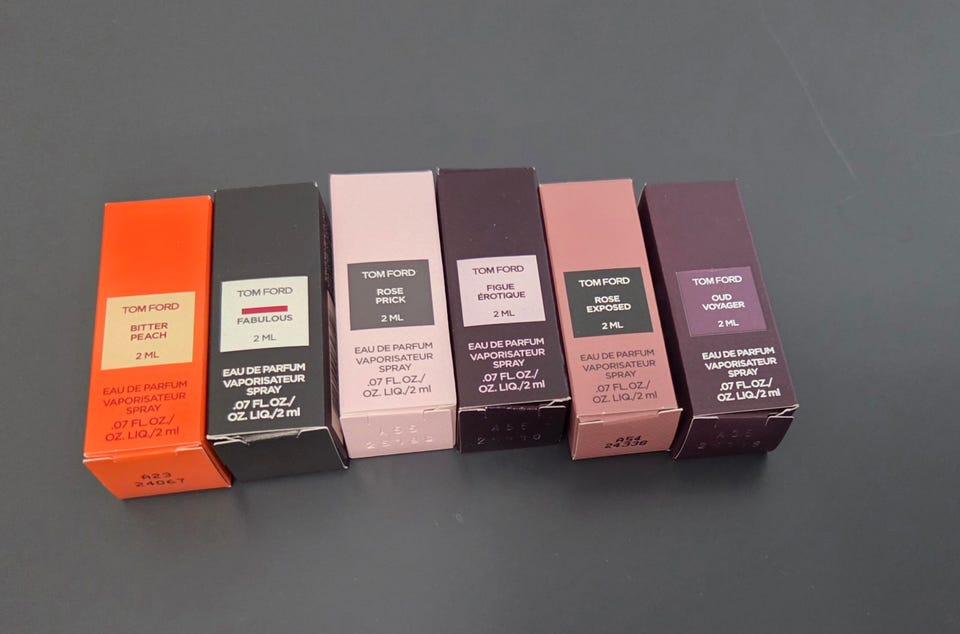 TOM FORD
BITTER
PEACH
2 ML
EAU DE PARFUM
VAPORISATEUR
SPRAY
.07 FL.OZ./
OZ. LIQ./2 ml
A23
24067
TOM FORD
FABULOUS
2 ML
EAU DE PARFUM
VAPORISATEUR
SPRAY
.07 FL.OZ./
OZ. LIQ./2 ml
TOM FORD
ROSE
PRICK
2 ML
EAU DE PARFUM
VAPORISATEUR
SPRAY
.07 FL.OZ./
OZ. LIQ./2 ml
TOM FORD
FIGUE
ÉROTIQUE
2 ML
EAU DE PARFUM
VAPORISATEUR
SPRAY
.07 FL.OZ./
OZ. LIQ./2 ml
TOM FORD
ROSE
EXPOSED
2 ML
EAU DE PARFUM
VAPORISATEUR
SPRAY
.07 FL.OZ./
OZ. LIQ./2 ml
A54
24338
TOM FORD
OUD
VOYAGER
2 ML
EAU DE PARFUM
VAPORISATEUR
SPRAY
.07 FL.OZ./
OZ. LIQ./2 ml